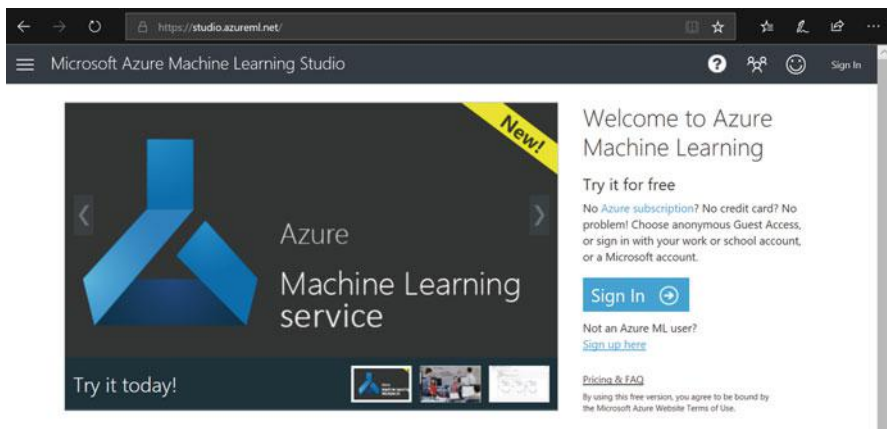 https://studio.azureml.net/
Microsoft Azure Machine Learning Studio
Sign In
New!
Azure
Machine Learning
service
Try it today!
Welcome to Azure
Machine Learning
Try it for free
No Azure subscription? No credit card? No
problem! Choose anonymous Guest Access,
or sign in with your work or school account,
or a Microsoft account.
Sign In
Not an Azure ML user?
Sign up here
Pricing & FAQ
By using this free version, you agree to be bound by
the Microsoft Azure Website Terms of Use.